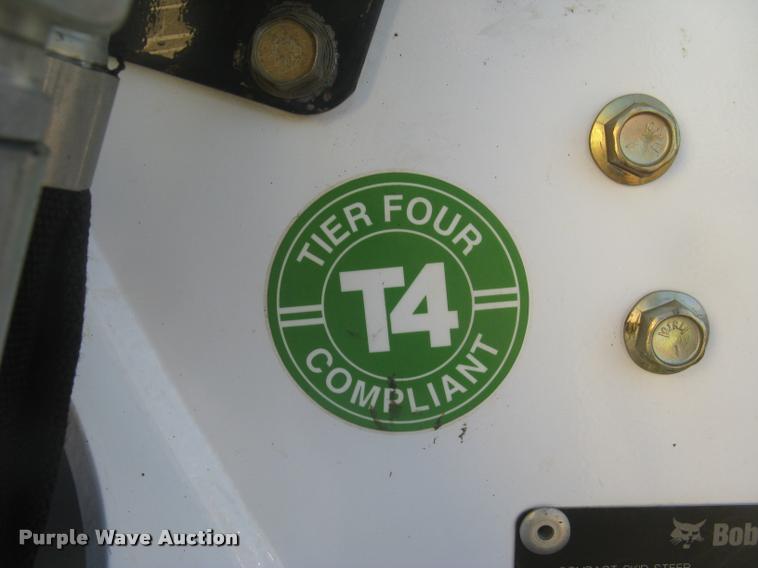 TIER FOUR
T4
COMPLIANT
Bob
Purple Wave Auction